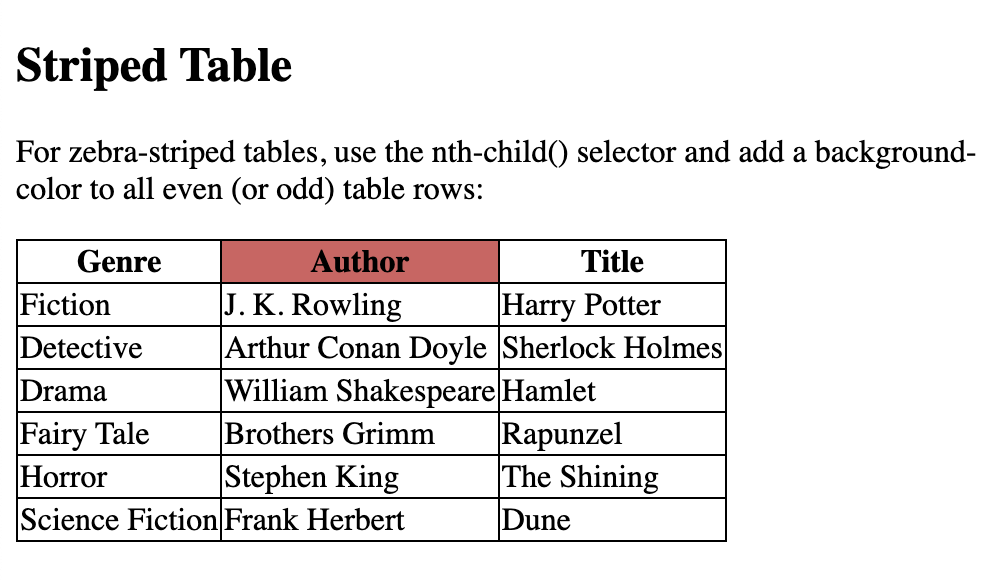 Striped Table
For zebra-striped tables, use the nth-child() selector and add a background-
color to all even (or odd) table rows:
Genre Author Title
Fiction J. K. Rowling Harry Potter
Detective Arthur Conan Doyle Sherlock Holmes
Drama William Shakespeare Hamlet
Fairy Tale Brothers Grimm Rapunzel
Horror Stephen King The Shining
Science Fiction Frank Herbert Dune